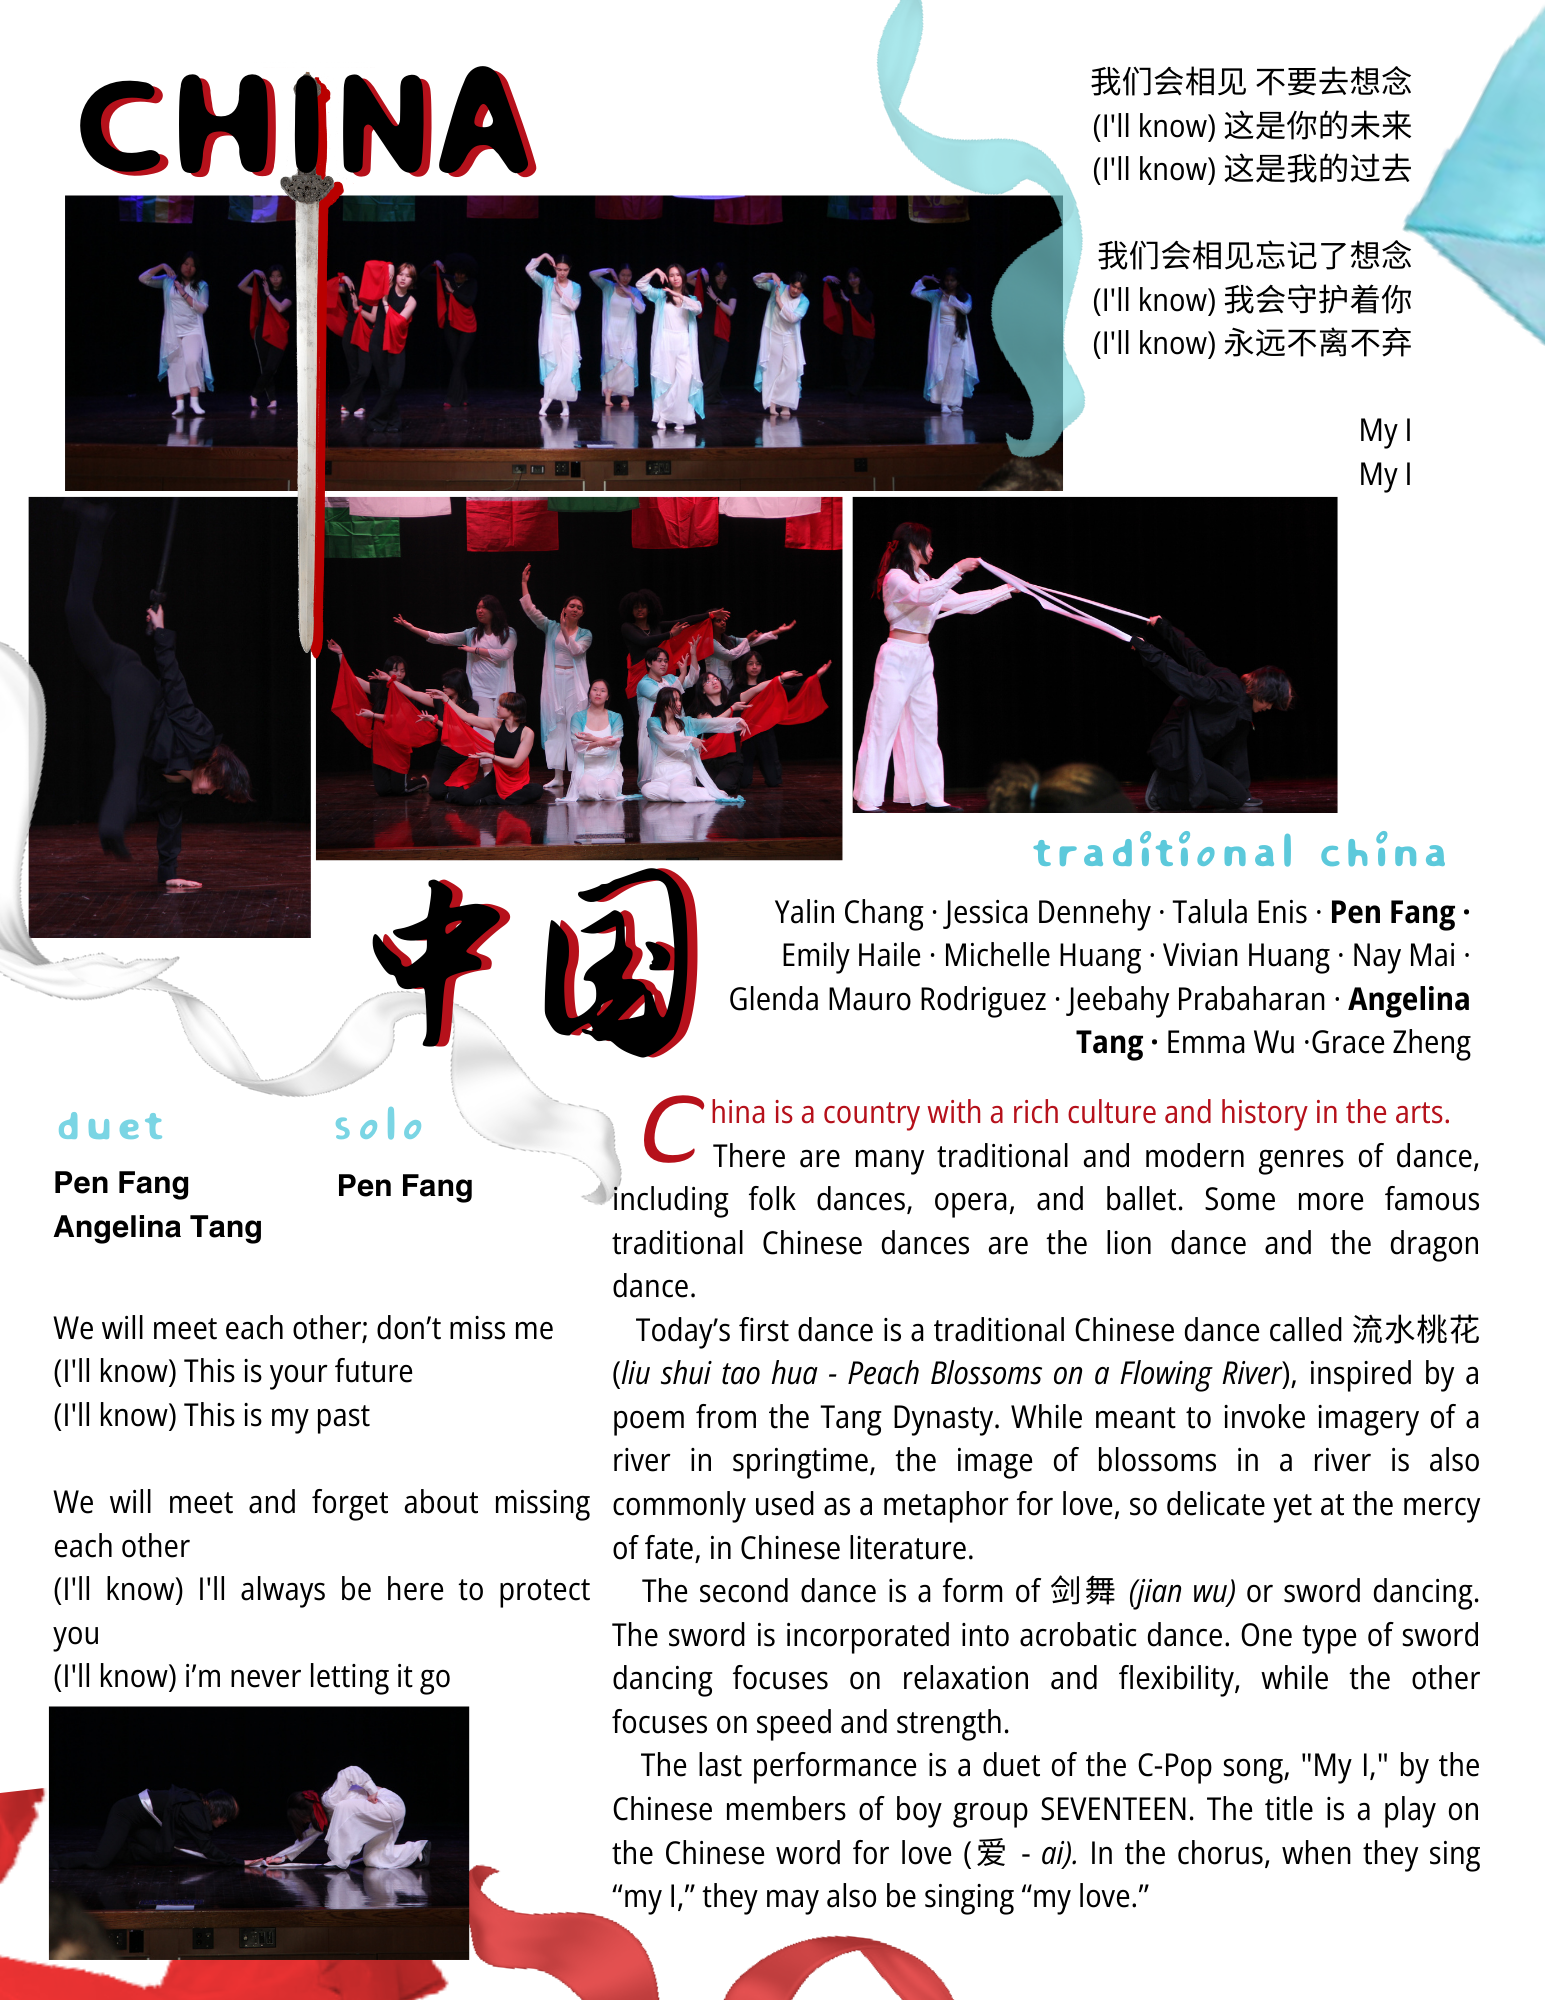 CHINA
我们会相见 不要去想念
(I'll know) 这是你的未来
(I'll know) 这是我的过去
我们会相见忘记了想念
(I'll know) 我会守护着你
(I'll know) 永远不离不弃
My I
My I
中国
traditional china
Yalin Chang · Jessica Dennehy · Talula Enis · Pen Fang ·
Emily Haile · Michelle Huang · Vivian Huang · Nay Mai ·
Glenda Mauro Rodriguez · Jeebahy Prabaharan · Angelina
Tang · Emma Wu ·Grace Zheng
duet
Pen Fang
Angelina Tang
solo
Pen Fang
We will meet each other; don’t miss me
(I'll know) This is your future
(I'll know) This is my past
We will meet and forget about missing
each other
(I'll know) I'll always be here to protect
you
(I'll know) i’m never letting it go
China is a country with a rich culture and history in the arts.
There are many traditional and modern genres of dance,
including folk dances, opera, and ballet. Some more famous
traditional Chinese dances are the lion dance and the dragon
dance.
Today’s first dance is a traditional Chinese dance called 流水桃花
(liu shui tao hua - Peach Blossoms on a Flowing River), inspired by a
poem from the Tang Dynasty. While meant to invoke imagery of a
river in springtime, the image of blossoms in a river is also
commonly used as a metaphor for love, so delicate yet at the mercy
of fate, in Chinese literature.
The second dance is a form of 剑舞 (jian wu) or sword dancing.
The sword is incorporated into acrobatic dance. One type of sword
dancing focuses on relaxation and flexibility, while the other
focuses on speed and strength.
The last performance is a duet of the C-Pop song, "My I," by the
Chinese members of boy group SEVENTEEN. The title is a play on
the Chinese word for love (爱 - ai). In the chorus, when they sing
“my I,” they may also be singing “my love.”